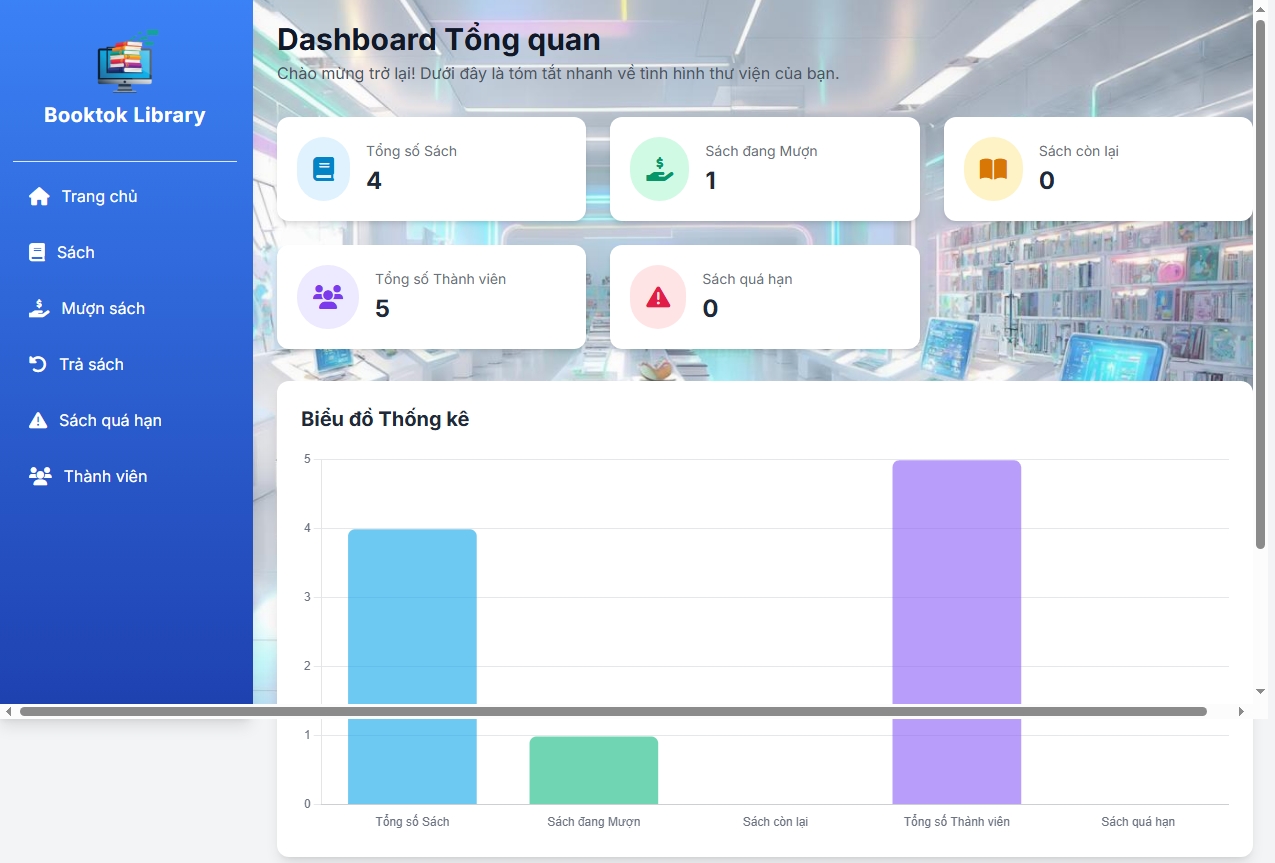 Booktok Library
Trang chủ
Sách
Mượn sách
Trả sách
Sách quá hạn
Thành viên
Dashboard Tổng quan
Chào mừng trở lại! Dưới đây là tóm tắt nhanh về tình hình thư viện của bạn.
Tổng số Sách
4
Sách đang Mượn
1
Sách còn lại
0
Tổng số Thành viên
5
Sách quá hạn
0
Biểu đồ Thống kê
5
4
3
2
1
0
Tổng số Sách
Sách đang Mượn
Sách còn lại
Tổng số Thành viên
Sách quá hạn